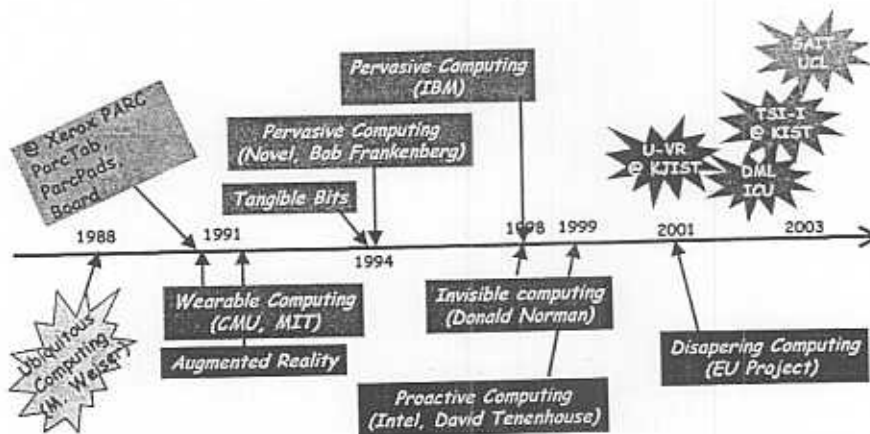 SAIT
UCL
Pervasive Computing
(IBM)
@ Xerox PARC
ParcTab,
ParcPads,
Board
Pervasive Computing
(Novel, Bob Frankenberg)
TSI-I
@ KIST
U-VR
@ KJIST
DML
ICU
Tangible Bits
1988
1991
1994
1998
1999
2001
2003
Ubiquitous
Computing
(M. Weiser)
Wearable Computing
(CMU, MIT)
Augmented Reality
Invisible computing
(Donald Norman)
Proactive Computing
(Intel, David Tenenhouse)
Disapering Computing
(EU Project)